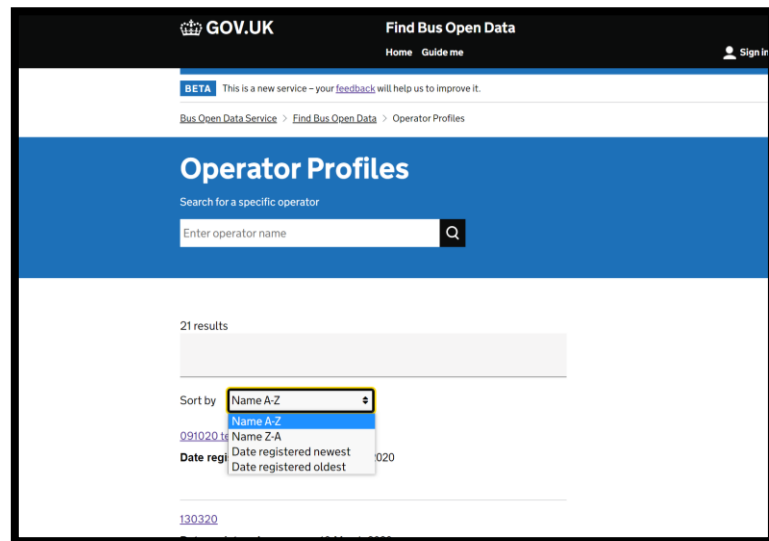 GOV.UK
Find Bus Open Data
Home Guide me
Sign in
BETA This is a new service – your feedback will help us to improve it.
Bus Open Data Service > Find Bus Open Data > Operator Profiles
Operator Profiles
Search for a specific operator
Enter operator name
21 results
Sort by Name A-Z
Name A-Z
Name Z-A
Date registered newest
Date registered oldest
091020 te
Date regi 2020
130320